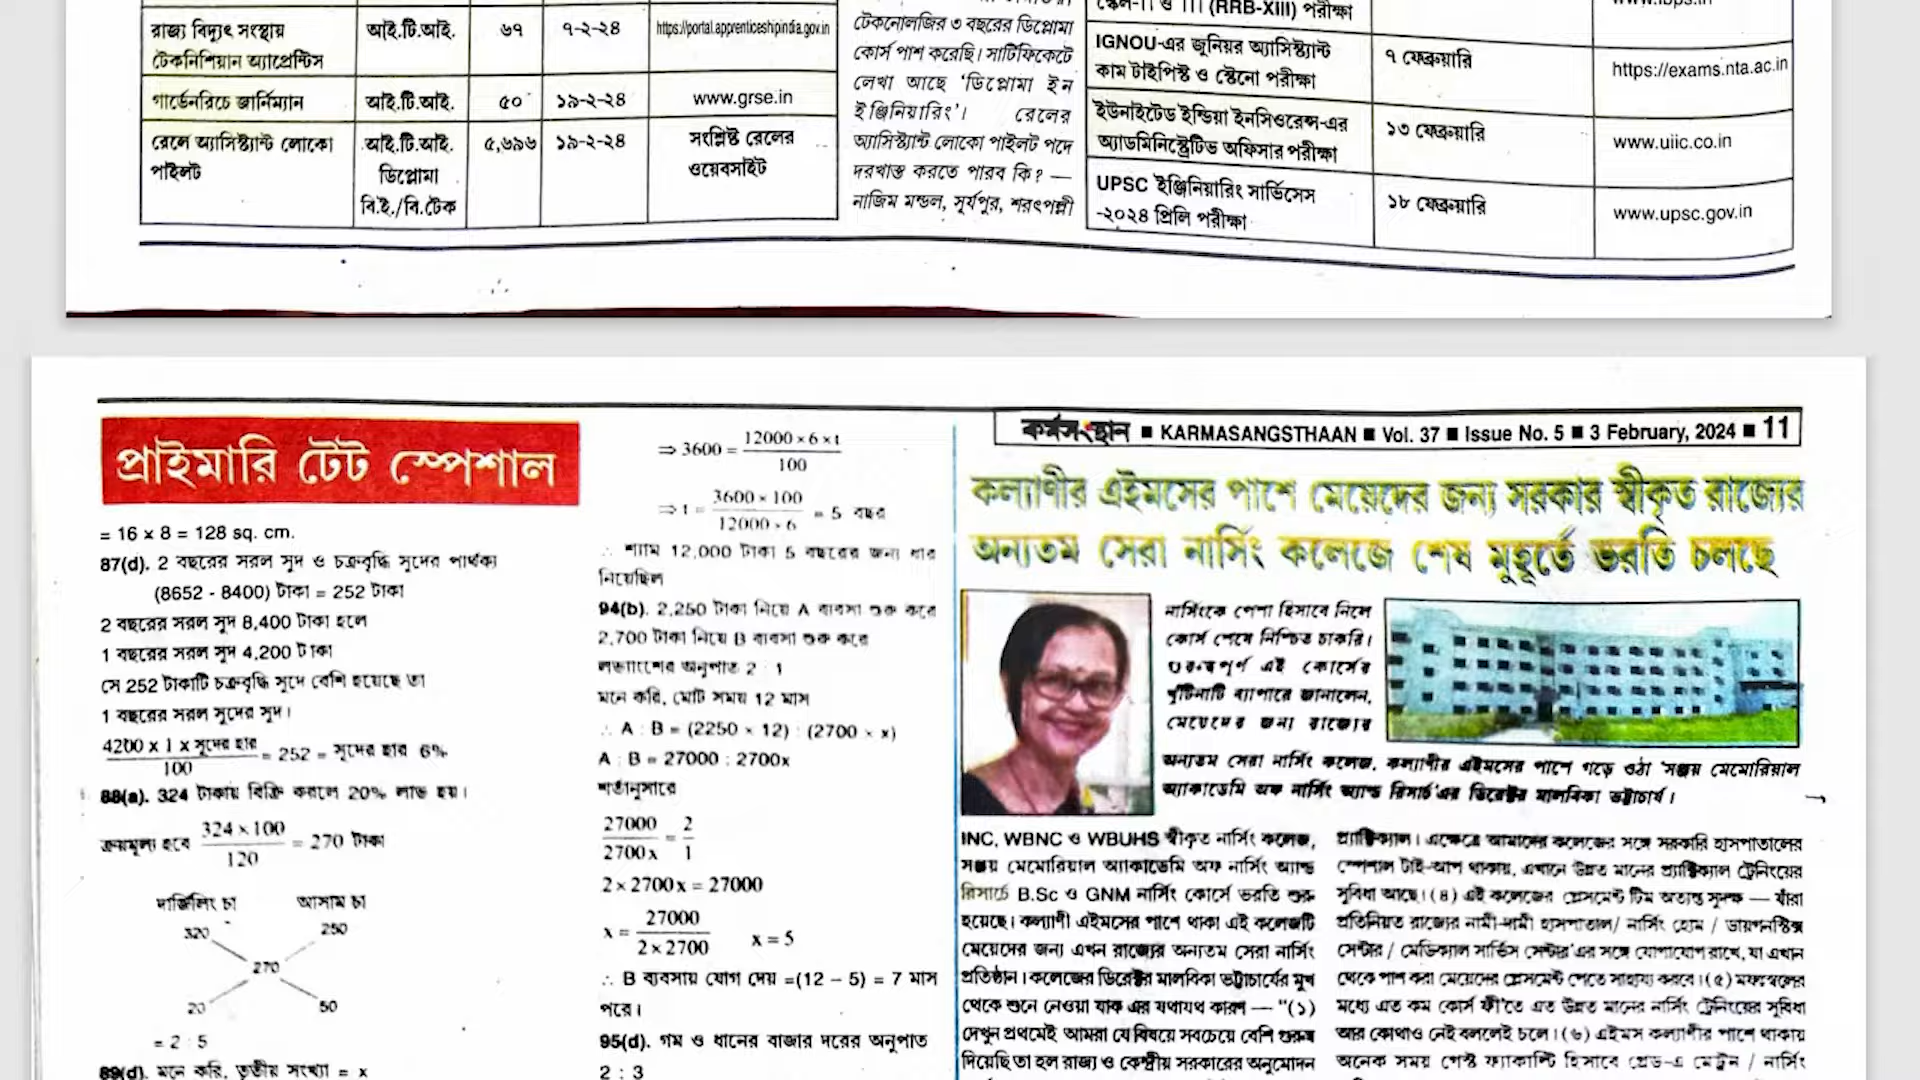 রাজ্য বিদ্যুৎ সংস্থায় টেকনিশিয়ান অ্যাপ্রেন্টিস
আই.টি.আই.
৬৭
৭-২-২৪
https://portal.apprenticeshipindia.gov.in
গার্ডেনরিচে জার্নিম্যান
আই.টি.আই.
৫০
১৯-২-২৪
www.grse.in
রেলে অ্যাসিস্ট্যান্ট লোকো পাইলট
আই.টি.আই.
ডিপ্লোমা
বি.ই./বি.টেক
৫,৬৯৬
১৯-২-২৪
সংশ্লিষ্ট রেলের
ওয়েবসাইট
টেকনোলজির ৩ বছরের ডিপ্লোমা
কোর্স পাশ করেছি। সার্টিফিকেটে
লেখা আছে 'ডিপ্লোমা ইন
ইঞ্জিনিয়ারিং'। রেলের
অ্যাসিস্ট্যান্ট লোকো পাইলট পদে
দরখাস্ত করতে পারব কি? —
নাজিম মন্ডল, সূর্যপুর, শরৎপল্লী
স্কেল-II ও III (RRB-XIII) পরীক্ষা
www.ibps.in
IGNOU-এর জুনিয়র অ্যাসিস্ট্যান্ট
কাম টাইপিস্ট ও স্টেনো পরীক্ষা
৭ ফেব্রুয়ারি
https://exams.nta.ac.in
ইউনাইটেড ইন্ডিয়া ইনসিওরেন্স-এর
অ্যাডমিনিস্ট্রেটিভ অফিসার পরীক্ষা
১৩ ফেব্রুয়ারি
www.uiic.co.in
UPSC ইঞ্জিনিয়ারিং সার্ভিসেস
-২০২৪ প্রিলি পরীক্ষা
১৮ ফেব্রুয়ারি
www.upsc.gov.in
প্রাইমারি টেট স্পেশাল
= 16 x 8 = 128 sq. cm.
87(d). 2 বছরের সরল সুদ ও চক্রবৃদ্ধি সুদের পার্থক্য
(8652 - 8400) টাকা = 252 টাকা
2 বছরের সরল সুদ 8,400 টাকা হলে
1 বছরের সরল সুদ 4,200 টাকা
সে 252 টাকাটি চক্রবৃদ্ধি সুদে বেশি হয়েছে তা
1 বছরের সরল সুদের সুদ।
4200 x 1 x সুদের হার / 100 = 252 = সুদের হার 6%
88(a). 324 টাকায় বিক্রি করলে 20% লাভ হয়।
ক্রয়মূল্য হবে 324 × 100 / 120 = 270 টাকা
দার্জিলিং চা আসাম চা
320 250
270
20 50
= 2 : 5
89(d). মনে করি, তৃতীয় সংখ্যা = x
⇒ 3600 = 12000 × 6 × t / 100
⇒ t = 3600 × 100 / 12000 × 6 = 5 বছর
∴ শ্যাম 12,000 টাকা 5 বছরের জন্য ধার
নিয়েছিল
94(b). 2,250 টাকা নিয়ে A ব্যবসা শুরু করে
2,700 টাকা নিয়ে B ব্যবসা শুরু করে
লভ্যাংশের অনুপাত 2 : 1
মনে করি, মোট সময় 12 মাস
∴ A : B = (2250 × 12) : (2700 × x)
A : B = 27000 : 2700x
শর্তানুসারে
27000 / 2700x = 2 / 1
2 × 2700x = 27000
x = 27000 / 2 × 2700 x = 5
∴ B ব্যবসায় যোগ দেয় =(12 – 5) = 7 মাস
পরে।
95(d). গম ও ধানের বাজার দরের অনুপাত
2 : 3
কর্মসংস্থান ■ KARMASANGSTHAAN ■ Vol. 37 ■ Issue No. 5 ■ 3 February, 2024 ■ 11
কল্যাণীর এইমসের পাশে মেয়েদের জন্য সরকার স্বীকৃত রাজ্যের
অন্যতম সেরা নার্সিং কলেজে শেষ মুহূর্তে ভরতি চলছে
নার্সিংকে পেশা হিসাবে নিলে
কোর্স শেষে নিশ্চিত চাকরি।
গুরুত্বপূর্ণ এই কোর্সের
খুঁটিনাটি ব্যাপারে জানালেন,
মেয়েদের জন্য রাজ্যের
অন্যতম সেরা নার্সিং কলেজ, কল্যাণীর এইমসের পাশে গড়ে ওঠা 'সঞ্জয় মেমোরিয়াল
অ্যাকাডেমি অফ নার্সিং অ্যান্ড রিসার্চ'এর ডিরেক্টর মালবিকা ভট্টাচার্য।
INC, WBNC ও WBUHS স্বীকৃত নার্সিং কলেজ,
সঞ্জয় মেমোরিয়াল অ্যাকাডেমি অফ নার্সিং অ্যান্ড
রিসার্চে B.Sc ও GNM নার্সিং কোর্সে ভরতি শুরু
হয়েছে। কল্যাণী এইমসের পাশে থাকা এই কলেজটি
মেয়েদের জন্য এখন রাজ্যের অন্যতম সেরা নার্সিং
প্রতিষ্ঠান। কলেজের ডিরেক্টর মালবিকা ভট্টাচার্যের মুখ
থেকে শুনে নেওয়া যাক এর যথাযথ কারণ — "(১)
দেখুন প্রথমেই আমরা যে বিষয়ে সবচেয়ে বেশি গুরুত্ব
দিয়েছি তা হল রাজ্য ও কেন্দ্রীয় সরকারের অনুমোদন
প্র্যাক্টিক্যাল। এক্ষেত্রে আমাদের কলেজের সঙ্গে সরকারি হাসপাতালের
স্পেশাল টাই-আপ থাকায়, এখানে উন্নত মানের প্র্যাক্টিক্যাল ট্রেনিংয়ের
সুবিধা আছে। (৪) এই কলেজের প্লেসমেন্ট টিম অত্যন্ত সুদক্ষ — যাঁরা
প্রতিনিয়ত রাজ্যের নামী-দামী হাসপাতাল/ নার্সিং হোম / ডায়গনস্টিক্স
সেন্টার / মেডিক্যাল সার্ভিস সেন্টার'এর সঙ্গে যোগাযোগ রাখে, যা এখান
থেকে পাশ করা মেয়েদের প্লেসমেন্ট পেতে সাহায্য করবে। (৫) মফস্বলের
মধ্যে এত কম কোর্স ফী'তে এত উন্নত মানের নার্সিং ট্রেনিংয়ের সুবিধা
আর কোথাও নেই বললেই চলে। (৬) এইমস কল্যাণীর পাশে থাকায়
অনেক সময় গেস্ট ফ্যাকাল্টি হিসাবে গ্রেড-এ মেট্রন / নার্সিং